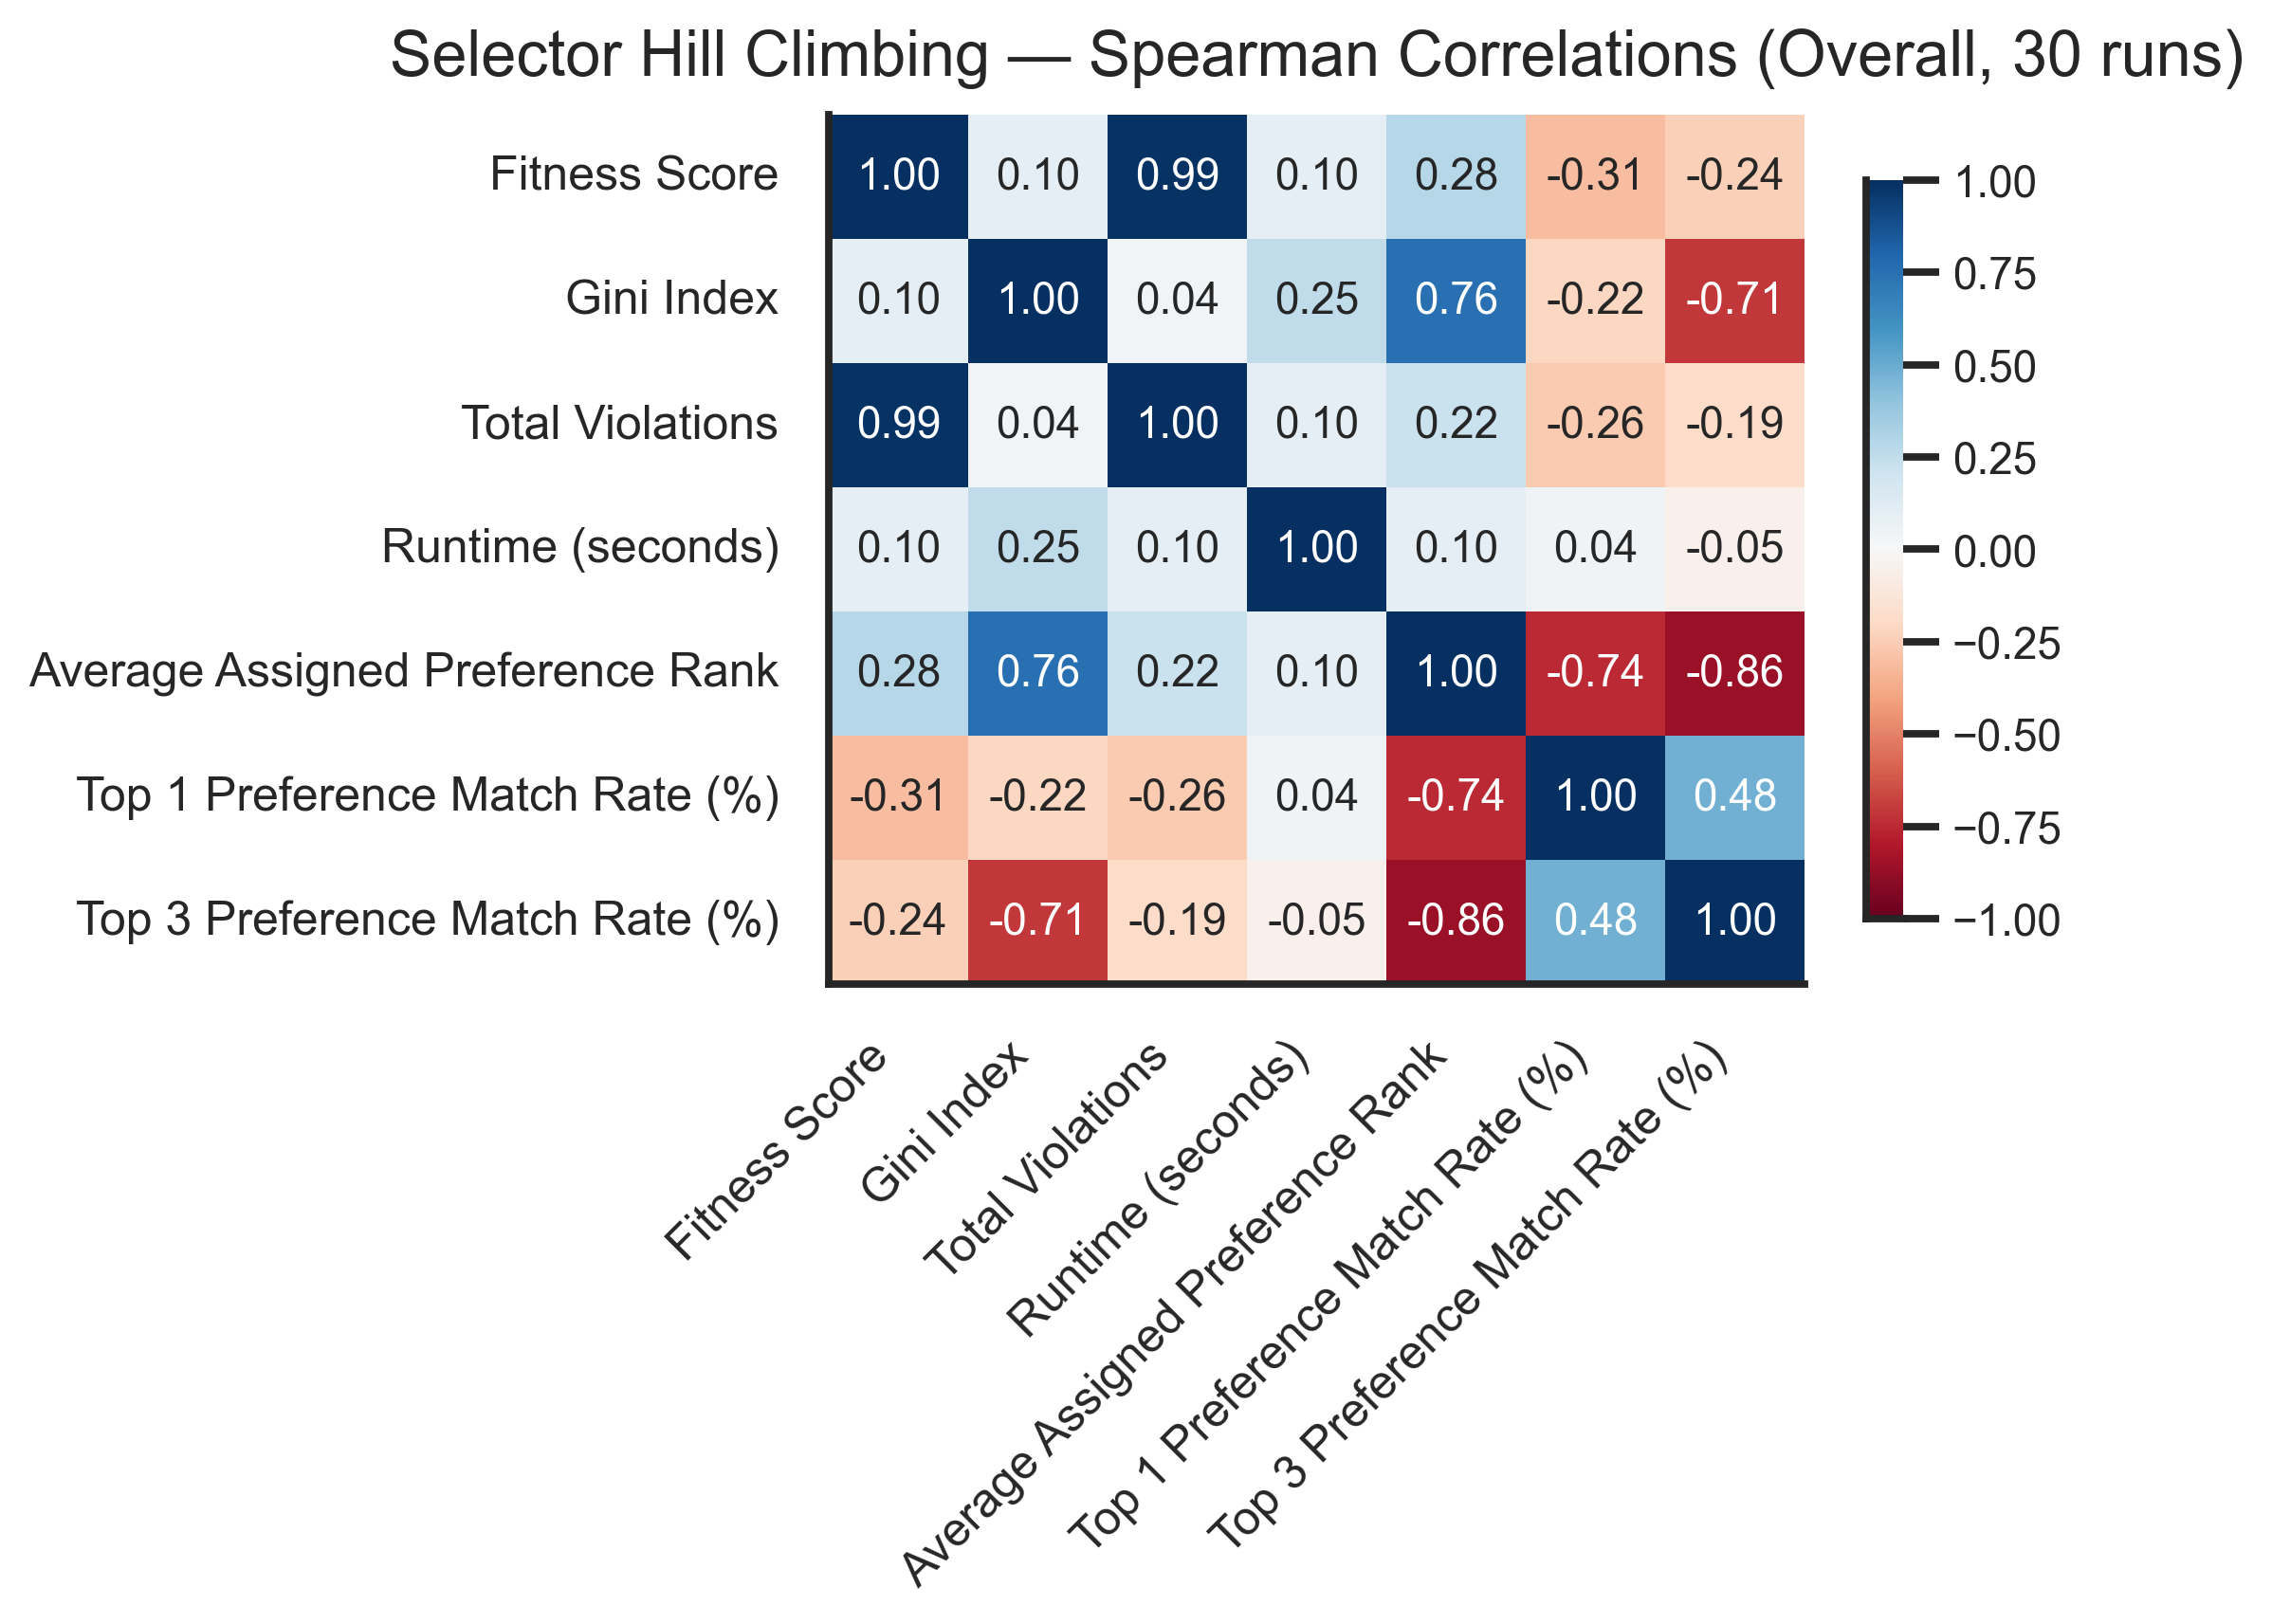 Selector Hill Climbing — Spearman Correlations (Overall, 30 runs)
Fitness Score 1.00 0.10 0.99 0.10 0.28 -0.31 -0.24
Gini Index 0.10 1.00 0.04 0.25 0.76 -0.22 -0.71
Total Violations 0.99 0.04 1.00 0.10 0.22 -0.26 -0.19
Runtime (seconds) 0.10 0.25 0.10 1.00 0.10 0.04 -0.05
Average Assigned Preference Rank 0.28 0.76 0.22 0.10 1.00 -0.74 -0.86
Top 1 Preference Match Rate (%) -0.31 -0.22 -0.26 0.04 -0.74 1.00 0.48
Top 3 Preference Match Rate (%) -0.24 -0.71 -0.19 -0.05 -0.86 0.48 1.00
Fitness Score
Gini Index
Total Violations
Runtime (seconds)
Average Assigned Preference Rank
Top 1 Preference Match Rate (%)
Top 3 Preference Match Rate (%)
1.00
0.75
0.50
0.25
0.00
−0.25
−0.50
−0.75
−1.00